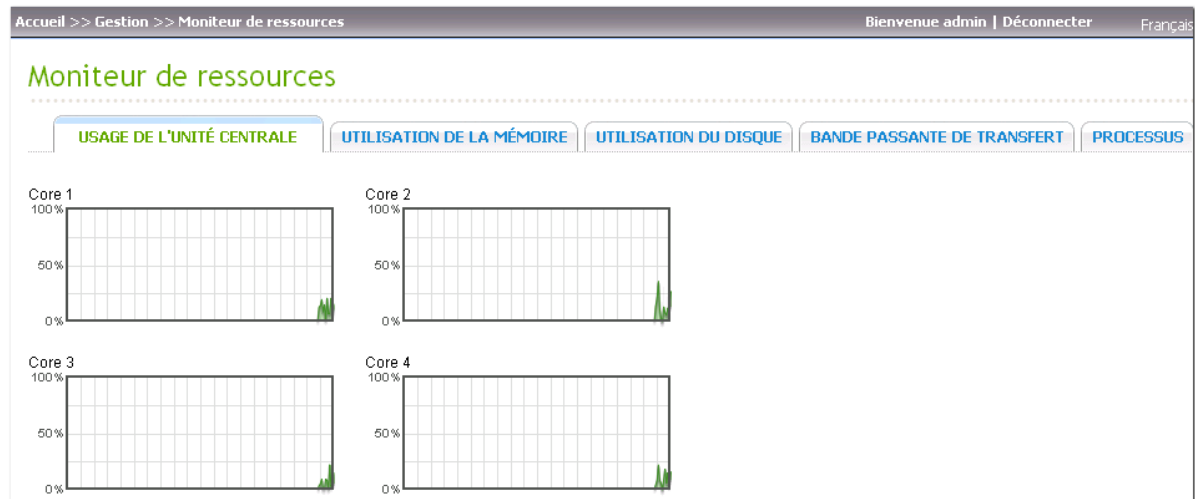 Accueil >> Gestion >> Moniteur de ressources Bienvenue admin | Déconnecter Français
Moniteur de ressources
USAGE DE L'UNITÉ CENTRALE UTILISATION DE LA MÉMOIRE UTILISATION DU DISQUE BANDE PASSANTE DE TRANSFERT PROCESSUS
Core 1 Core 2
100% 100%
50% 50%
0% 0%
Core 3 Core 4
100% 100%
50% 50%
0% 0%